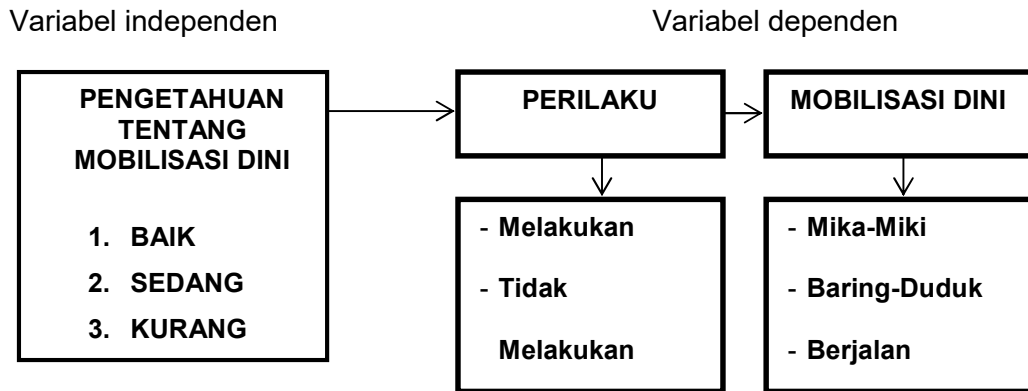 Variabel independen
Variabel dependen
PENGETAHUAN
TENTANG
MOBILISASI DINI
1. BAIK
2. SEDANG
3. KURANG
PERILAKU
- Melakukan
- Tidak
Melakukan
MOBILISASI DINI
- Mika-Miki
- Baring-Duduk
- Berjalan